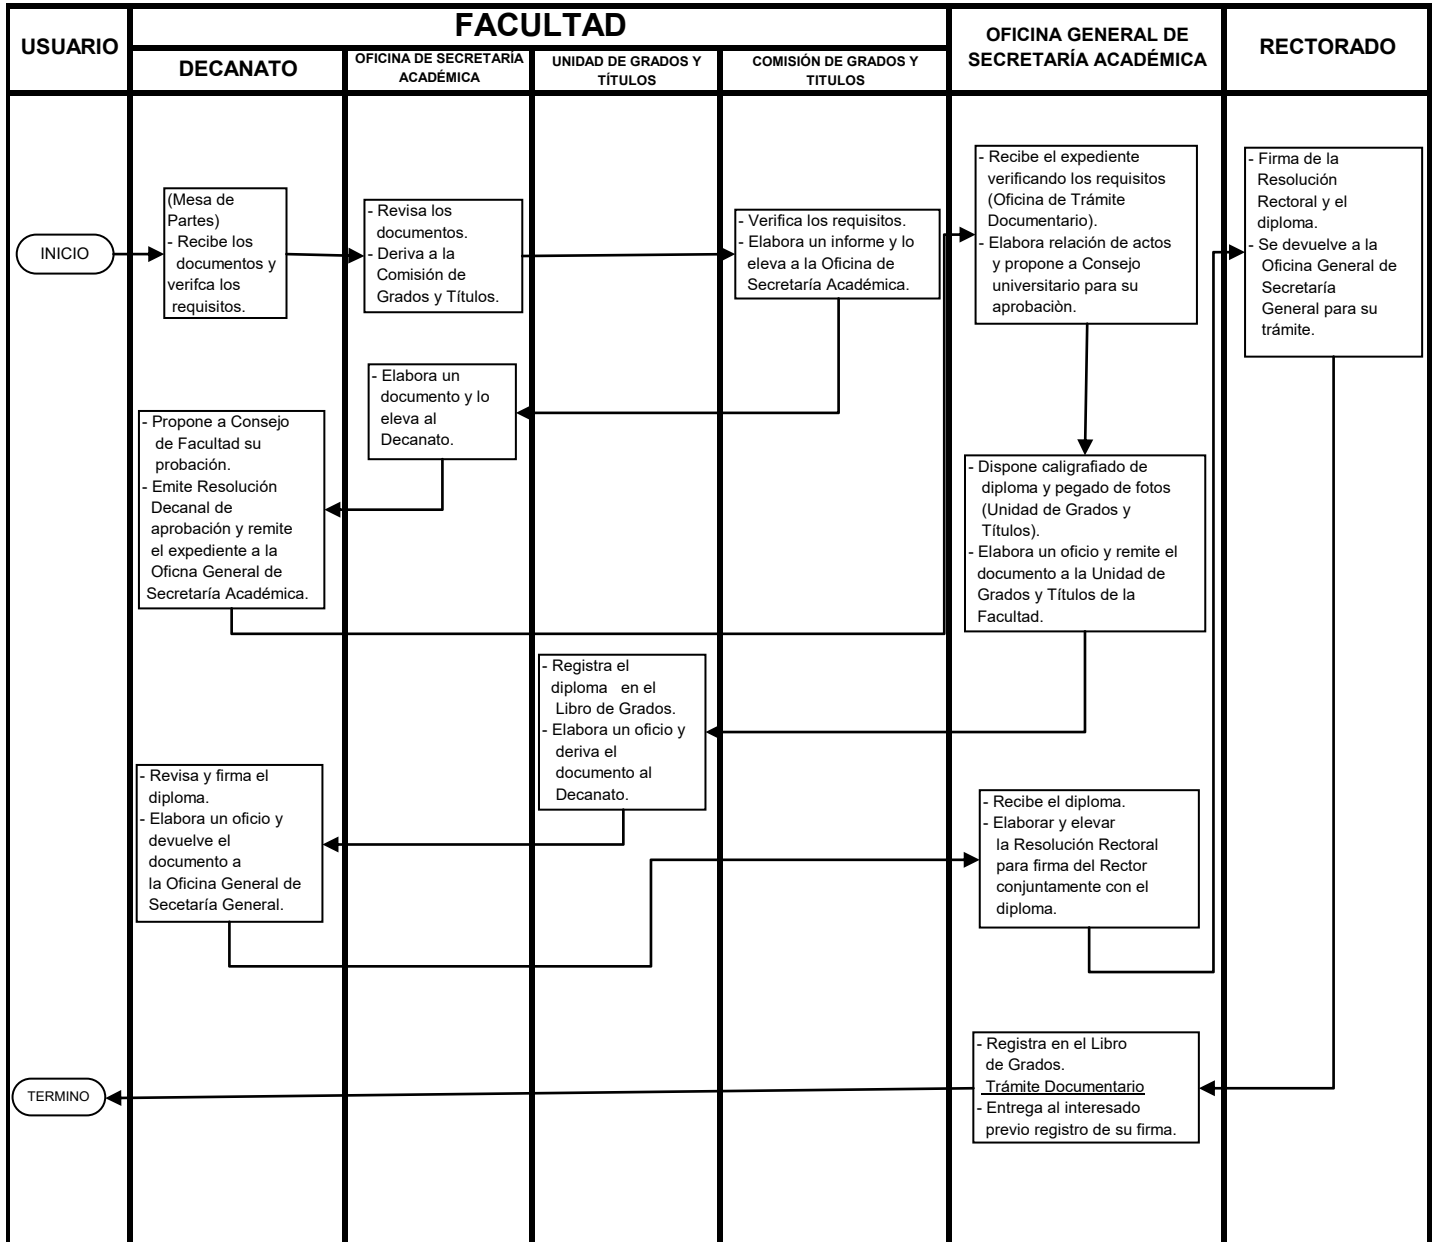 USUARIO
FACULTAD
DECANATO
OFICINA DE SECRETARÍA
ACADÉMICA
UNIDAD DE GRADOS Y
TÍTULOS
COMISIÓN DE GRADOS Y
TITULOS
OFICINA GENERAL DE
SECRETARÍA ACADÉMICA
RECTORADO
INICIO
(Mesa de
Partes)
- Recibe los
documentos y
verifca los
requisitos.
- Revisa los
documentos.
- Deriva a la
Comisión de
Grados y Títulos.
- Verifica los requisitos.
- Elabora un informe y lo
eleva a la Oficina de
Secretaría Académica.
- Recibe el expediente
verificando los requisitos
(Oficina de Trámite
Documentario).
- Elabora relación de actos
y propone a Consejo
universitario para su
aprobaciòn.
- Firma de la
Resolución
Rectoral y el
diploma.
- Se devuelve a la
Oficina General de
Secretaría
General para su
trámite.
- Elabora un
documento y lo
eleva al
Decanato.
- Propone a Consejo
de Facultad su
probación.
- Emite Resolución
Decanal de
aprobación y remite
el expediente a la
Oficna General de
Secretaría Académica.
- Dispone caligrafiado de
diploma y pegado de fotos
(Unidad de Grados y
Títulos).
- Elabora un oficio y remite el
documento a la Unidad de
Grados y Títulos de la
Facultad.
- Registra el
diploma en el
Libro de Grados.
- Elabora un oficio y
deriva el
documento al
Decanato.
- Revisa y firma el
diploma.
- Elabora un oficio y
devuelve el
documento a
la Oficina General de
Secetaría General.
- Recibe el diploma.
- Elaborar y elevar
la Resolución Rectoral
para firma del Rector
conjuntamente con el
diploma.
- Registra en el Libro
de Grados.
Trámite Documentario
- Entrega al interesado
previo registro de su firma.
TERMINO